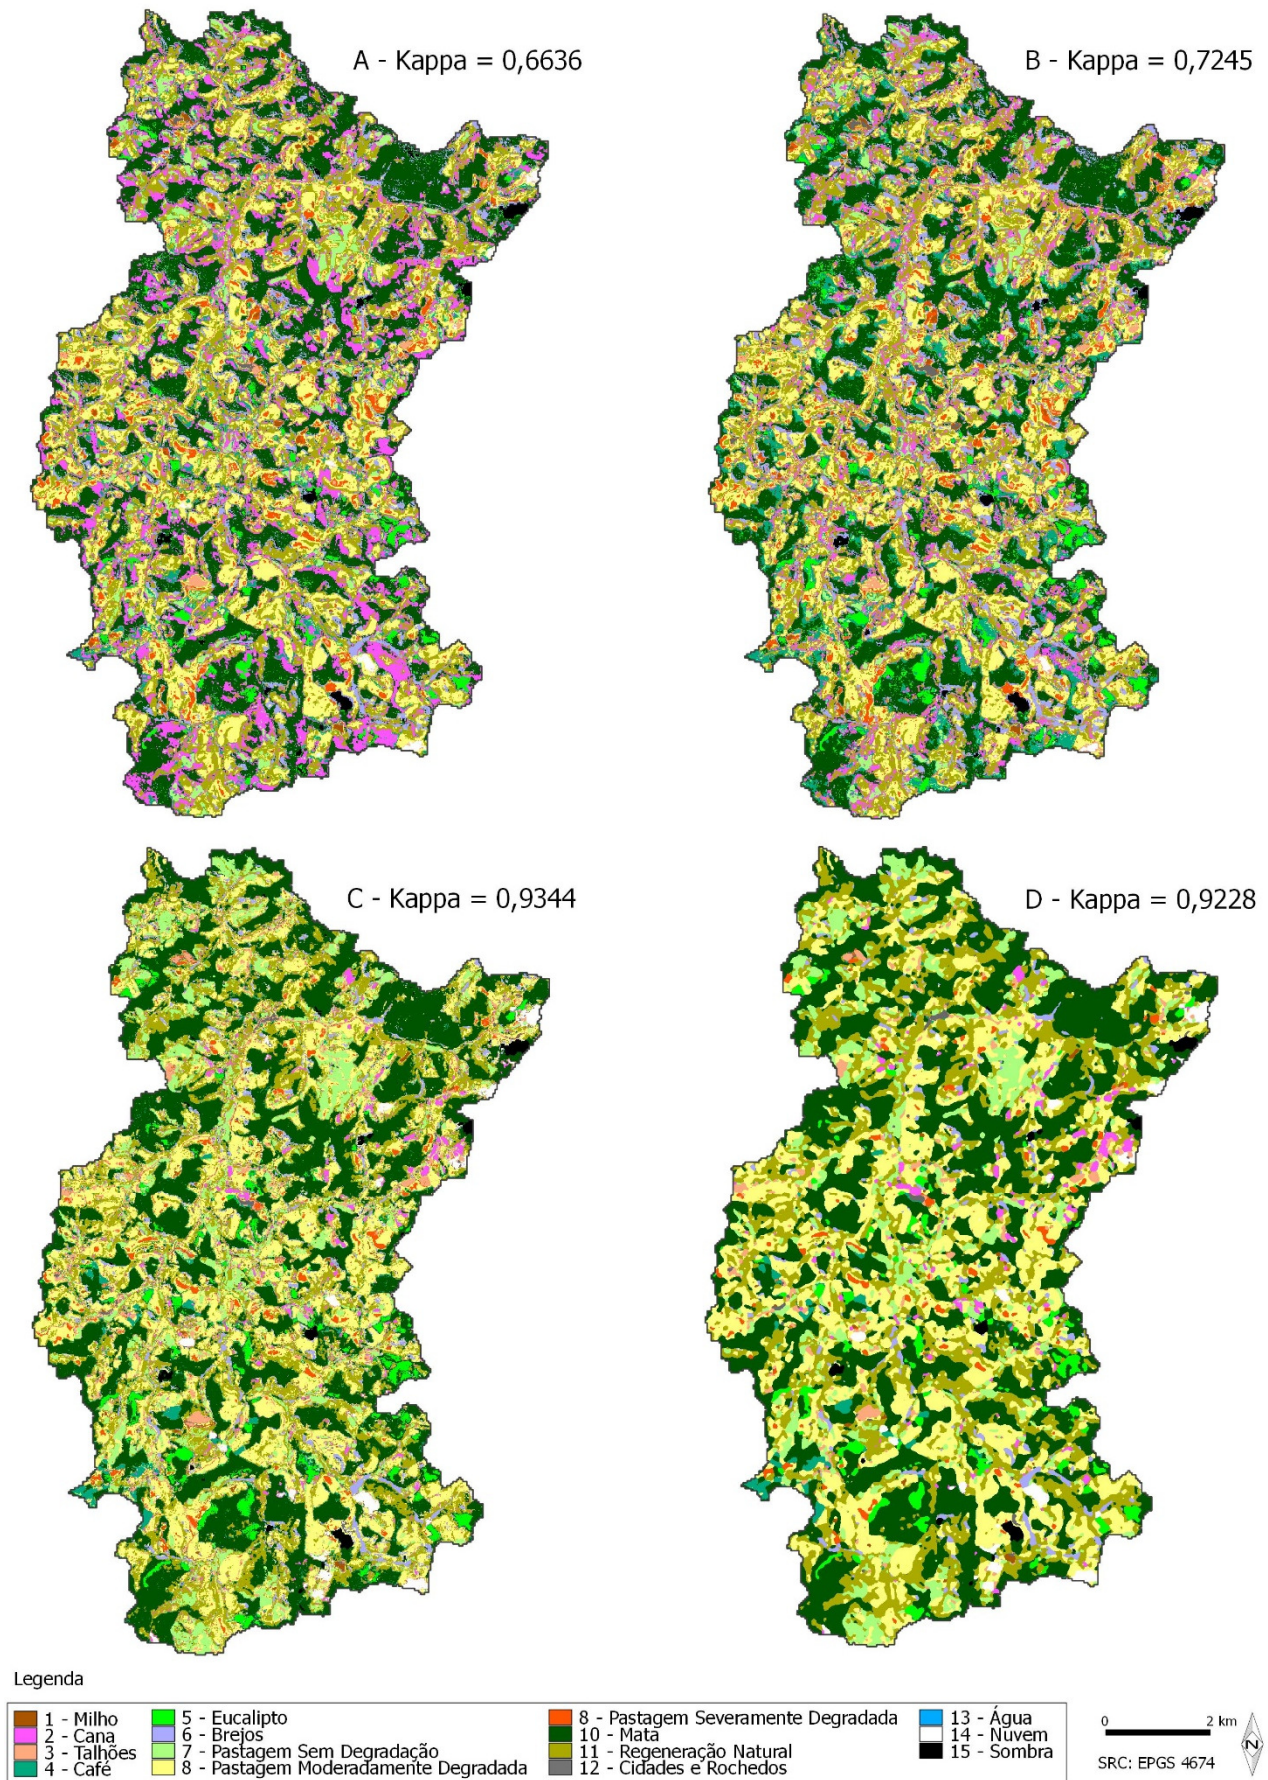 A - Kappa = 0,6636
B - Kappa = 0,7245
C - Kappa = 0,9344
D - Kappa = 0,9228
Legenda
1 - Milho
2 - Cana
3 - Talhões
4 - Café
5 - Eucalipto
6 - Brejos
7 - Pastagem Sem Degradação
8 - Pastagem Moderadamente Degradada
8 - Pastagem Severamente Degradada
10 - Mata
11 - Regeneração Natural
12 - Cidades e Rochedos
13 - Água
14 - Nuvem
15 - Sombra
0 2 km
SRC: EPGS 4674
N